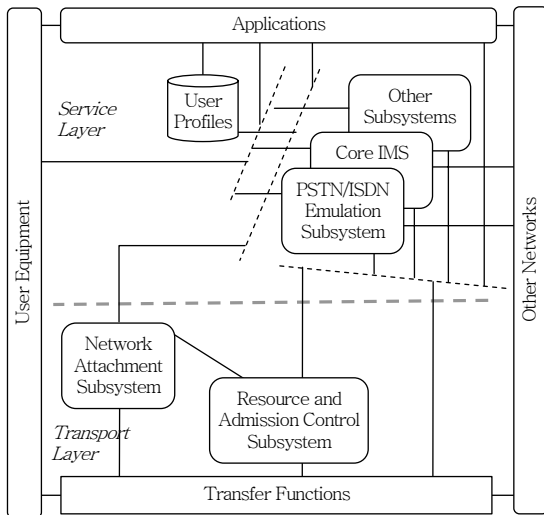 Applications
User
Profiles
Service
Layer
Other
Subsystems
Core IMS
PSTN/ISDN
Emulation
Subsystem
User Equipment
Other Networks
Network
Attachment
Subsystem
Resource and
Admission Control
Subsystem
Transport
Layer
Transfer Functions